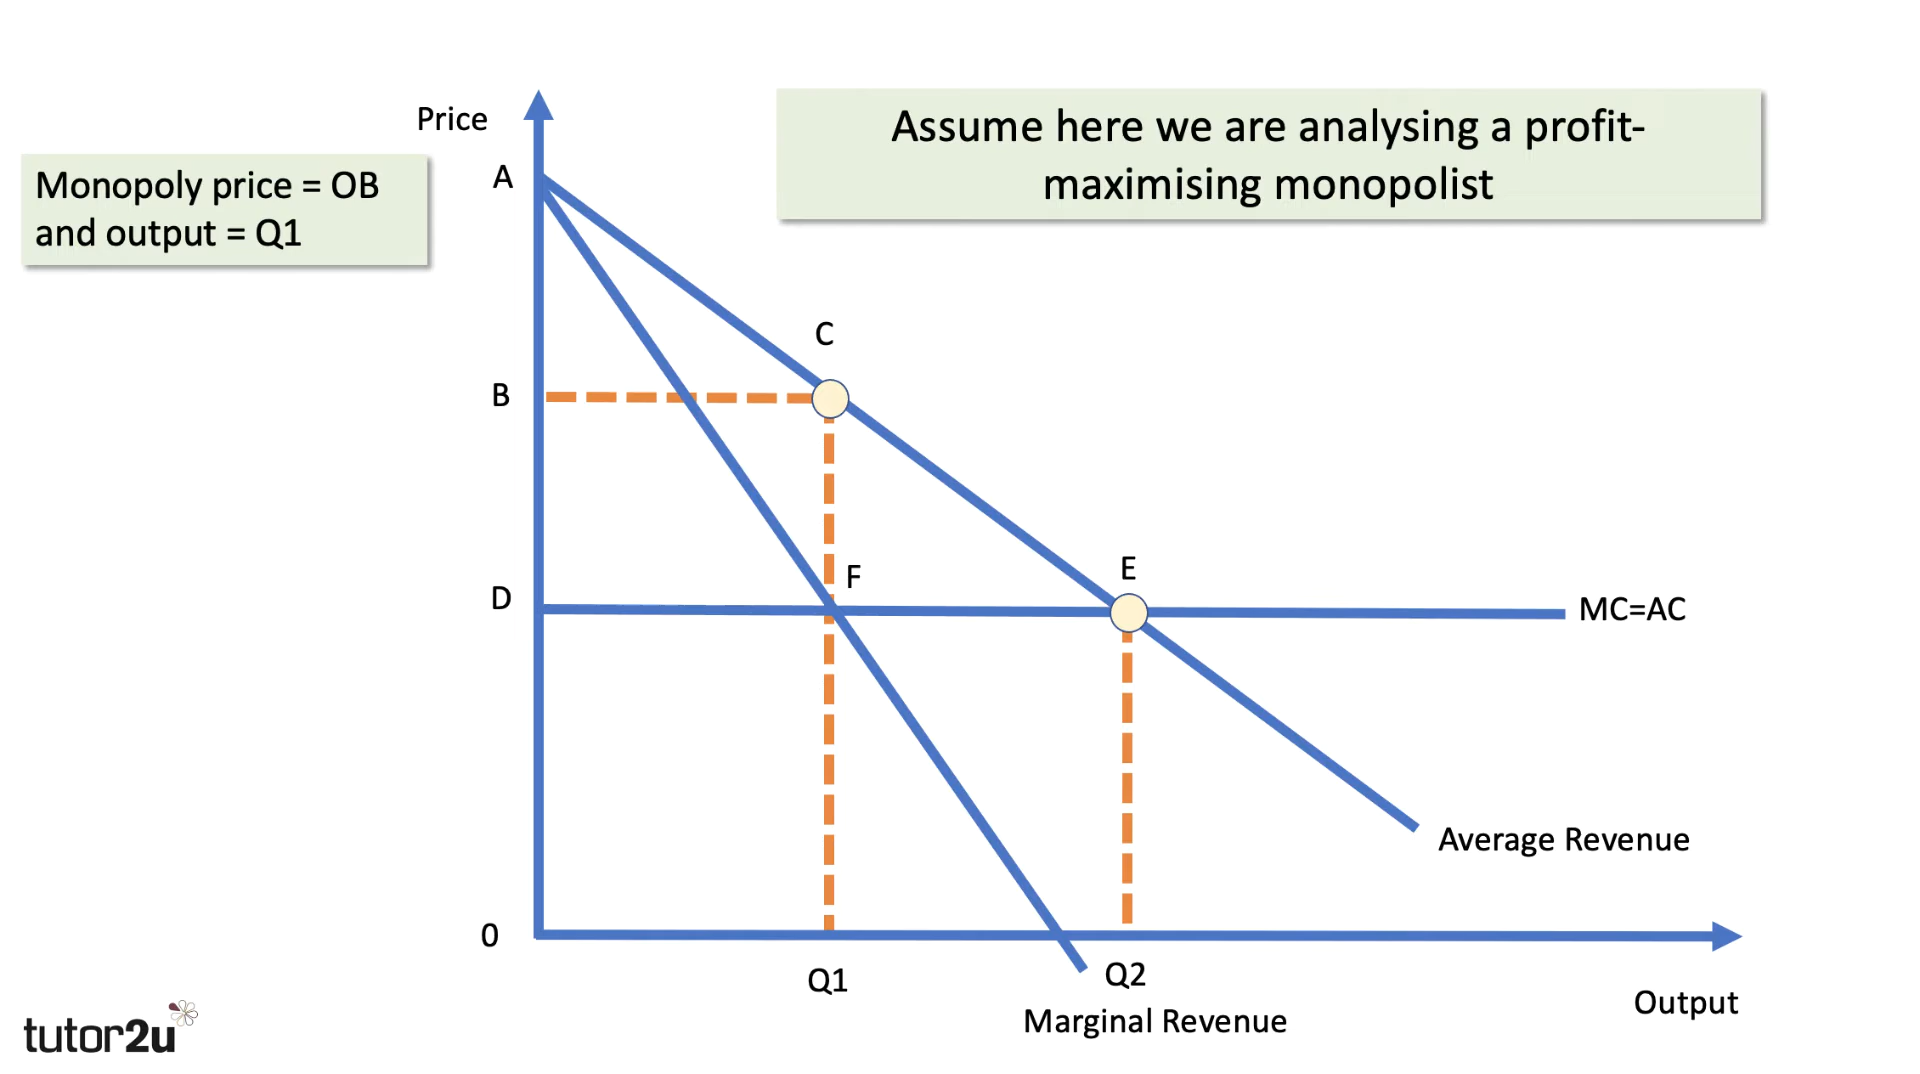 Assume here we are analysing a profit-
maximising monopolist
Price
Monopoly price = OB
and output = Q1
A
C
B
E
F
D
MC=AC
Average Revenue
0
Q1
Q2
Output
Marginal Revenue
tutor2u